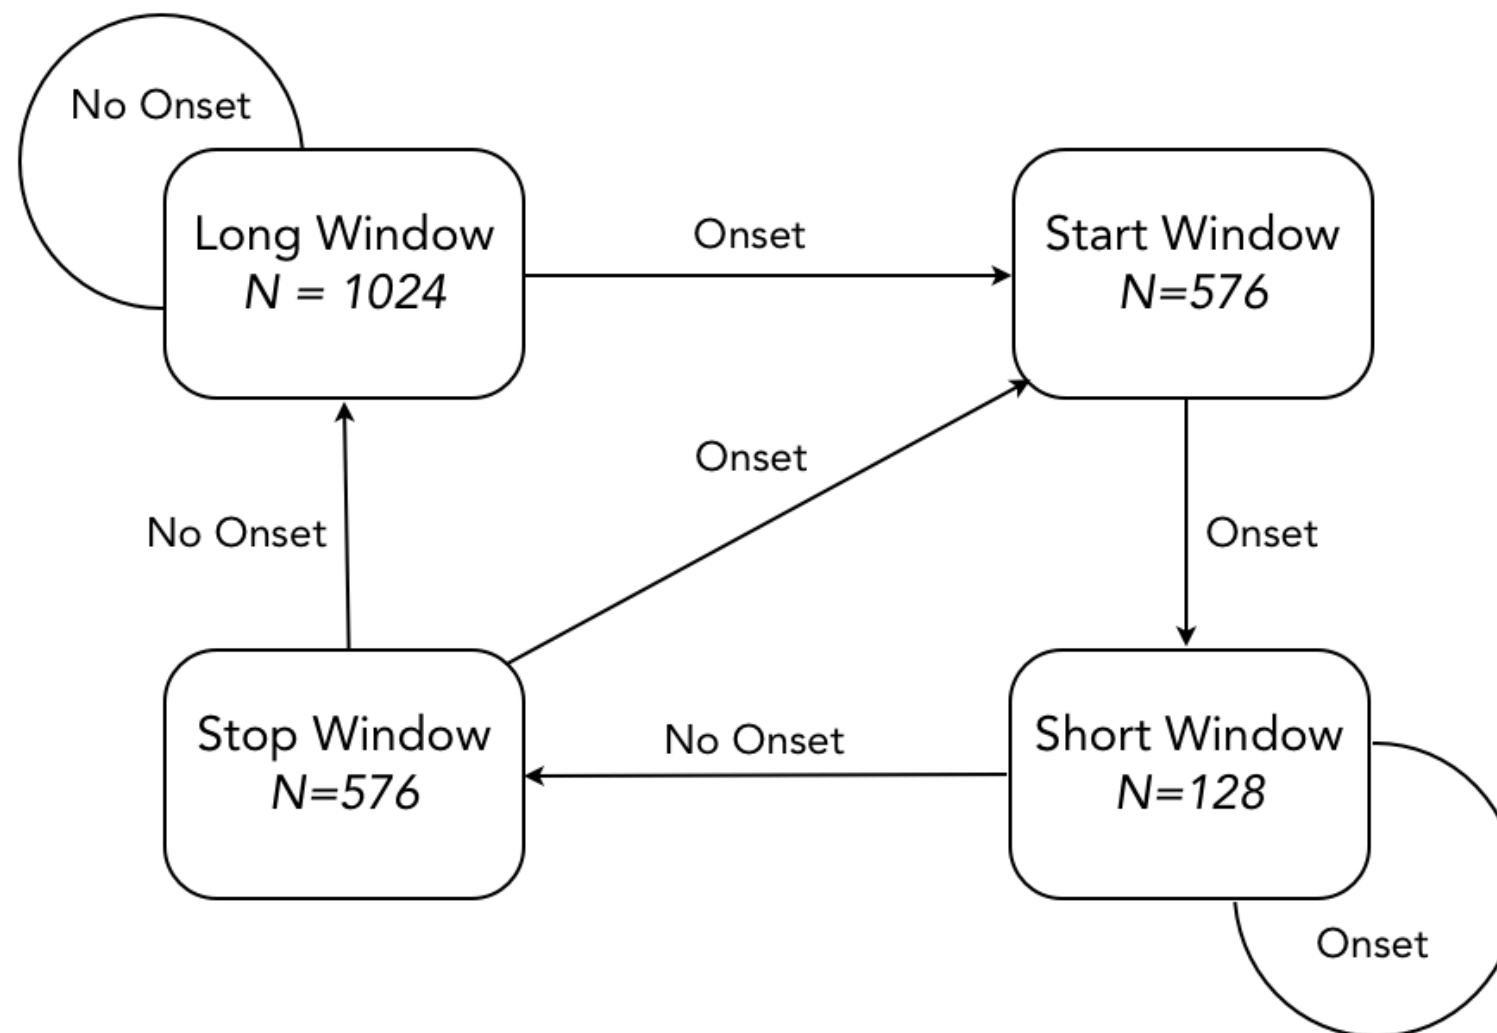 No Onset
Long Window
N = 1024
Onset
Start Window
N=576
Onset
No Onset
Onset
Stop Window
N=576
No Onset
Short Window
N=128
Onset